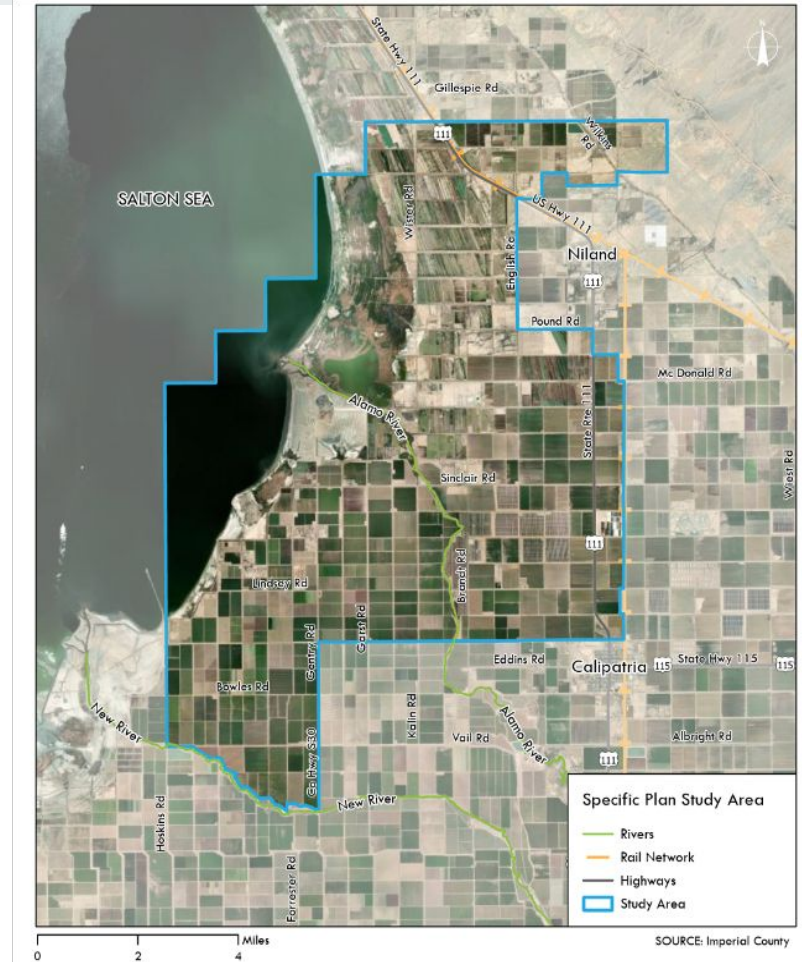 N
State Hwy 111
Gillespie Rd
111
Wilkins
Rd
SALTON SEA
Wister Rd
US Hwy 111
English Rd
Niland
111
Pound Rd
Mc Donald Rd
Alamo River
State Rte 111
Sinclair Rd
Wiest Rd
111
Lindsey Rd
Brandt Rd
Garst Rd
Gentry Rd
Eddins Rd
Calipatria
115
State Hwy 115
115
Bowles Rd
Kalin Rd
New River
Alamo River
Vail Rd
Albright Rd
Co Hwy S30
111
New River
Hoskins Rd
Forrester Rd
Specific Plan Study Area
Rivers
Rail Network
Highways
Study Area
Miles
0 2 4
SOURCE: Imperial County